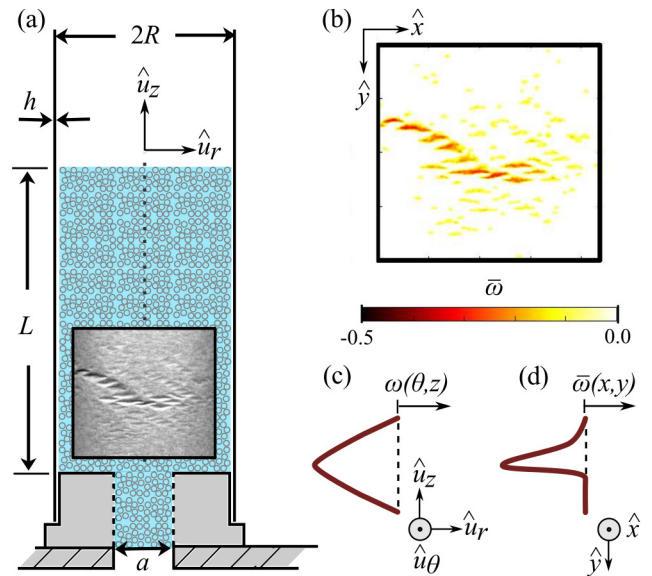 (a)
2R
h
û_z
û_r
L
a
(b)
x̂
ŷ
ω̅
-0.5 0.0
(c)
ω(θ,z)
û_z
û_r
û_θ
(d)
ω̅(x,y)
x̂
ŷ